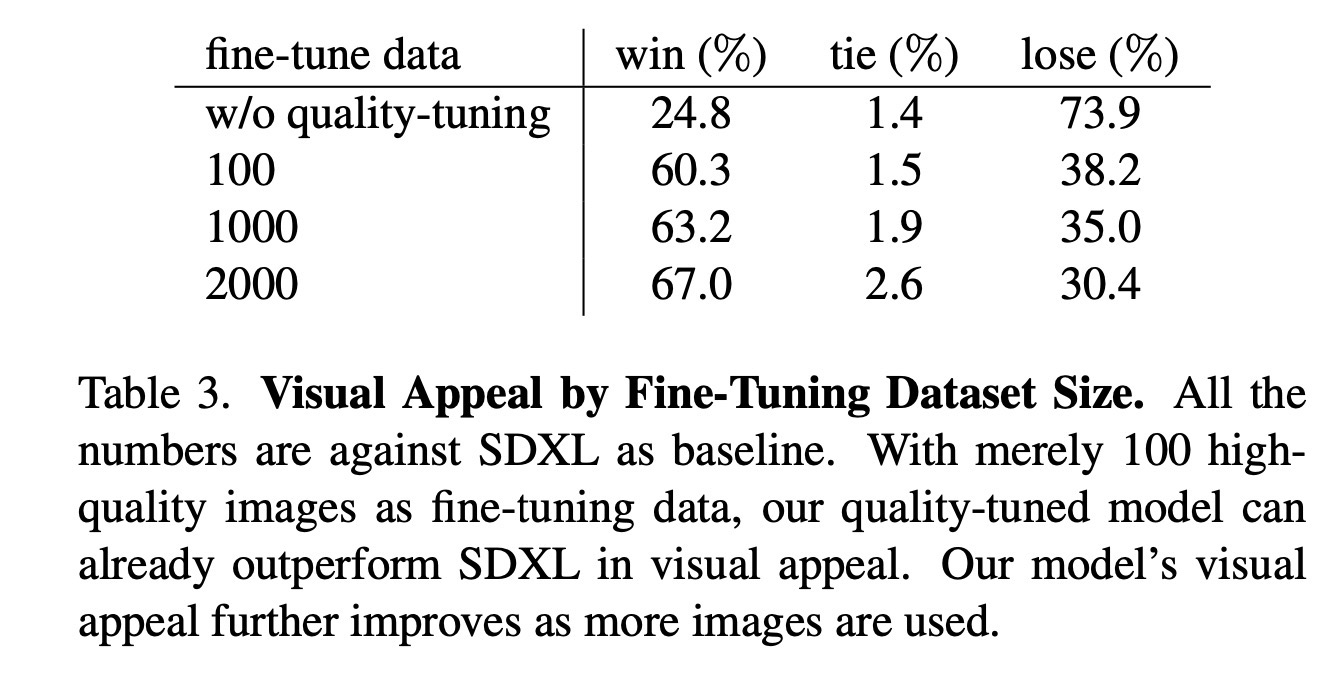 fine-tune data win (%) tie (%) lose (%)
w/o quality-tuning 24.8 1.4 73.9
100 60.3 1.5 38.2
1000 63.2 1.9 35.0
2000 67.0 2.6 30.4
Table 3. Visual Appeal by Fine-Tuning Dataset Size. All the
numbers are against SDXL as baseline. With merely 100 high-
quality images as fine-tuning data, our quality-tuned model can
already outperform SDXL in visual appeal. Our model’s visual
appeal further improves as more images are used.